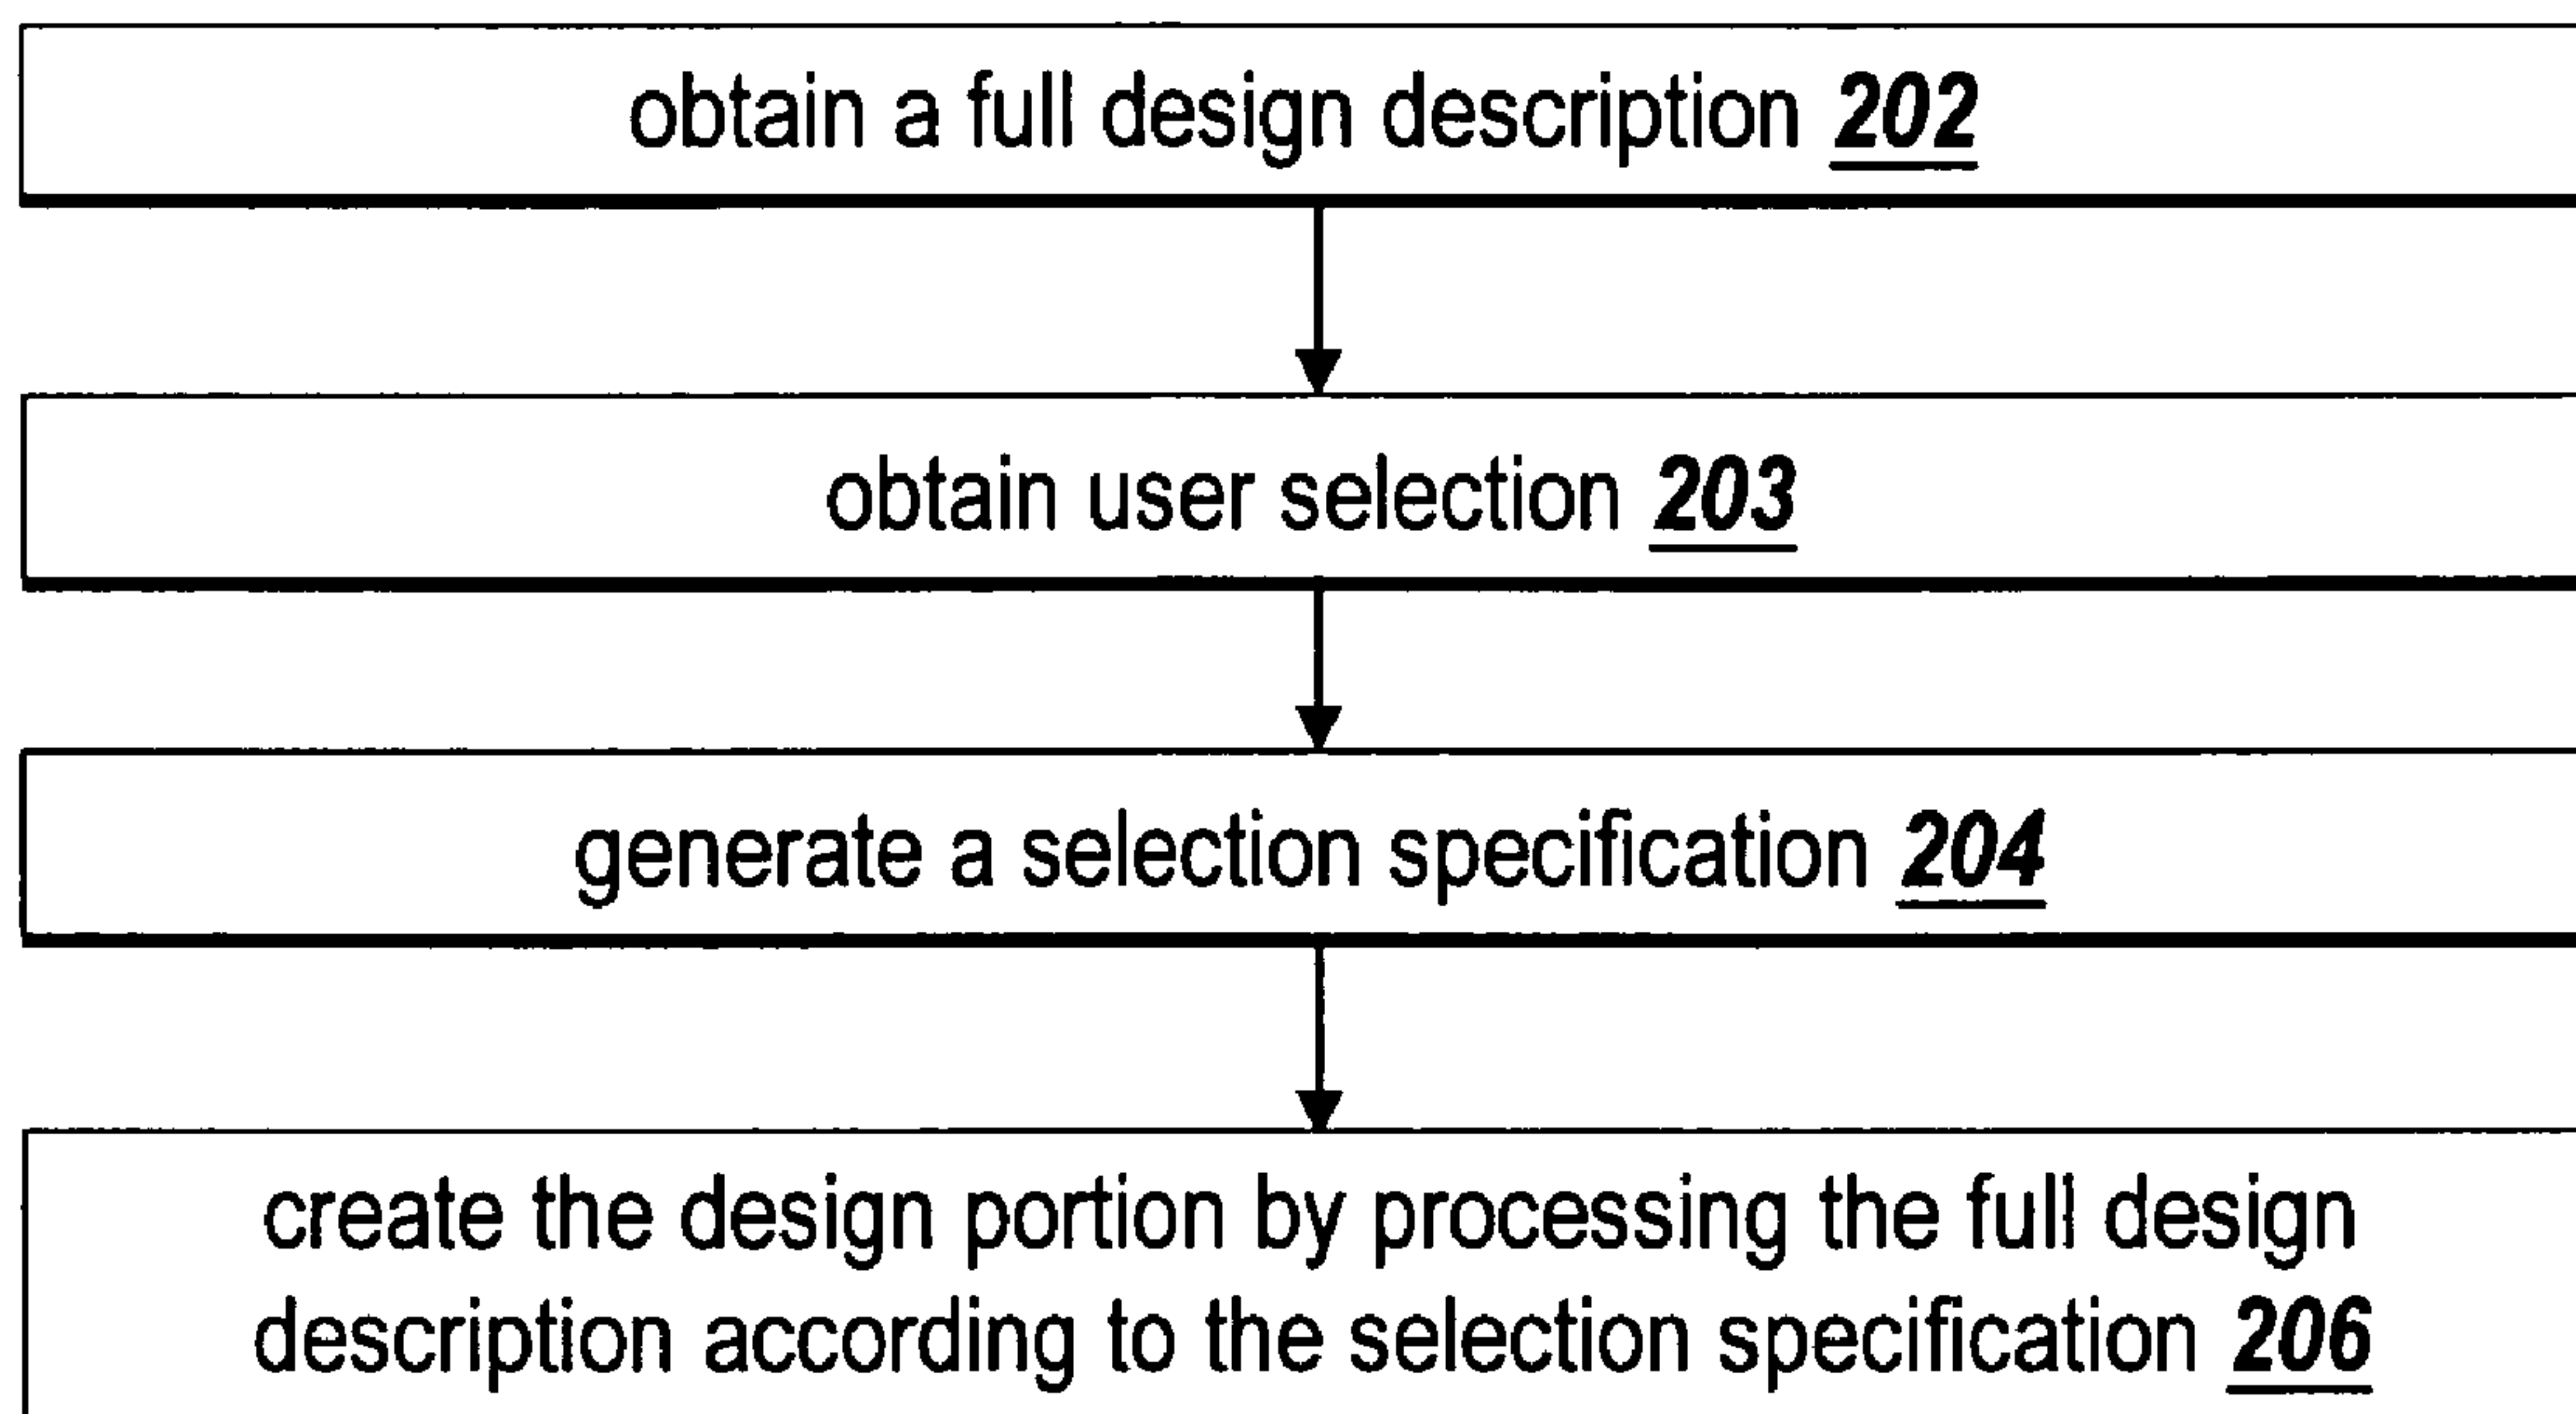 obtain a full design description 202
obtain user selection 203
generate a selection specification 204
create the design portion by processing the full design
description according to the selection specification 206